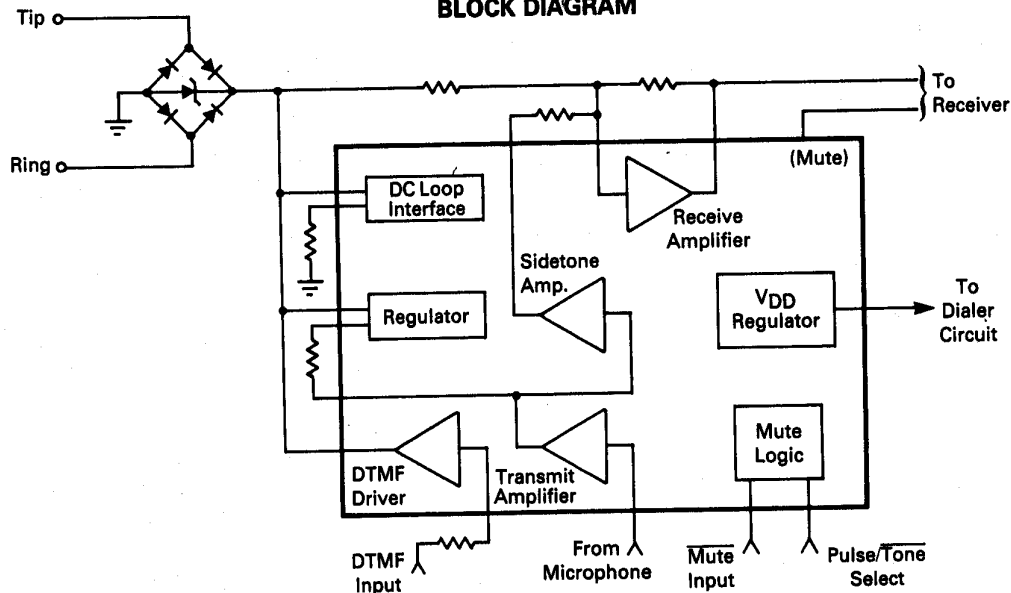 BLOCK DIAGRAM
Tip
To
Receiver
Ring
(Mute)
DC Loop
Interface
Receive
Amplifier
Sidetone
Amp.
VDD
Regulator
To
Dialer
Circuit
Regulator
Mute
Logic
DTMF
Driver
Transmit
Amplifier
DTMF
Input
From
Microphone
Mute
Input
Pulse/Tone
Select